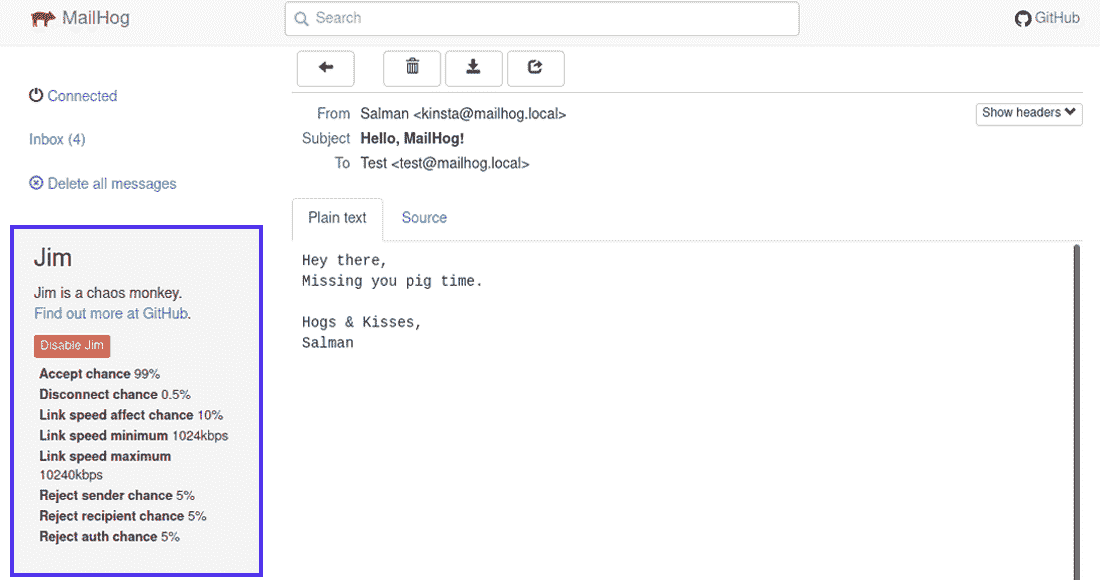 MailHog
Search
GitHub
Connected
Inbox (4)
Delete all messages
Jim
Jim is a chaos monkey.
Find out more at GitHub.
Disable Jim
Accept chance 99%
Disconnect chance 0.5%
Link speed affect chance 10%
Link speed minimum 1024kbps
Link speed maximum
10240kbps
Reject sender chance 5%
Reject recipient chance 5%
Reject auth chance 5%
From Salman <kinsta@mailhog.local>
Show headers
Subject Hello, MailHog!
To Test <test@mailhog.local>
Plain text Source
Hey there,
Missing you pig time.
Hogs & Kisses,
Salman